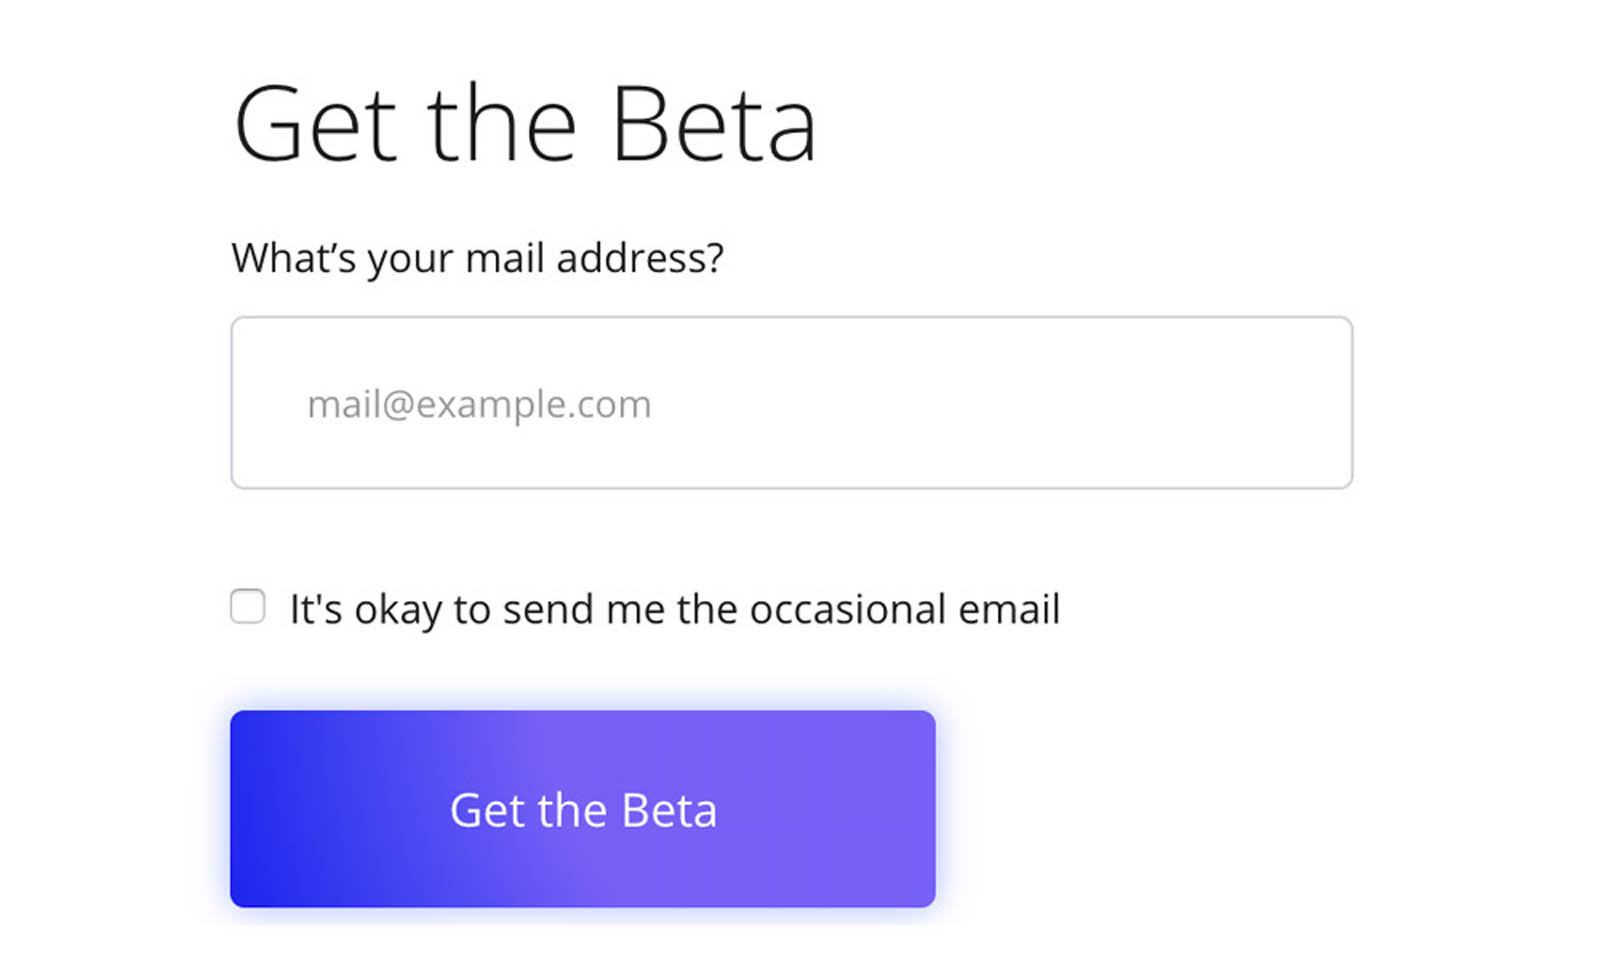 Get the Beta
What’s your mail address?
mail@example.com
It's okay to send me the occasional email
Get the Beta